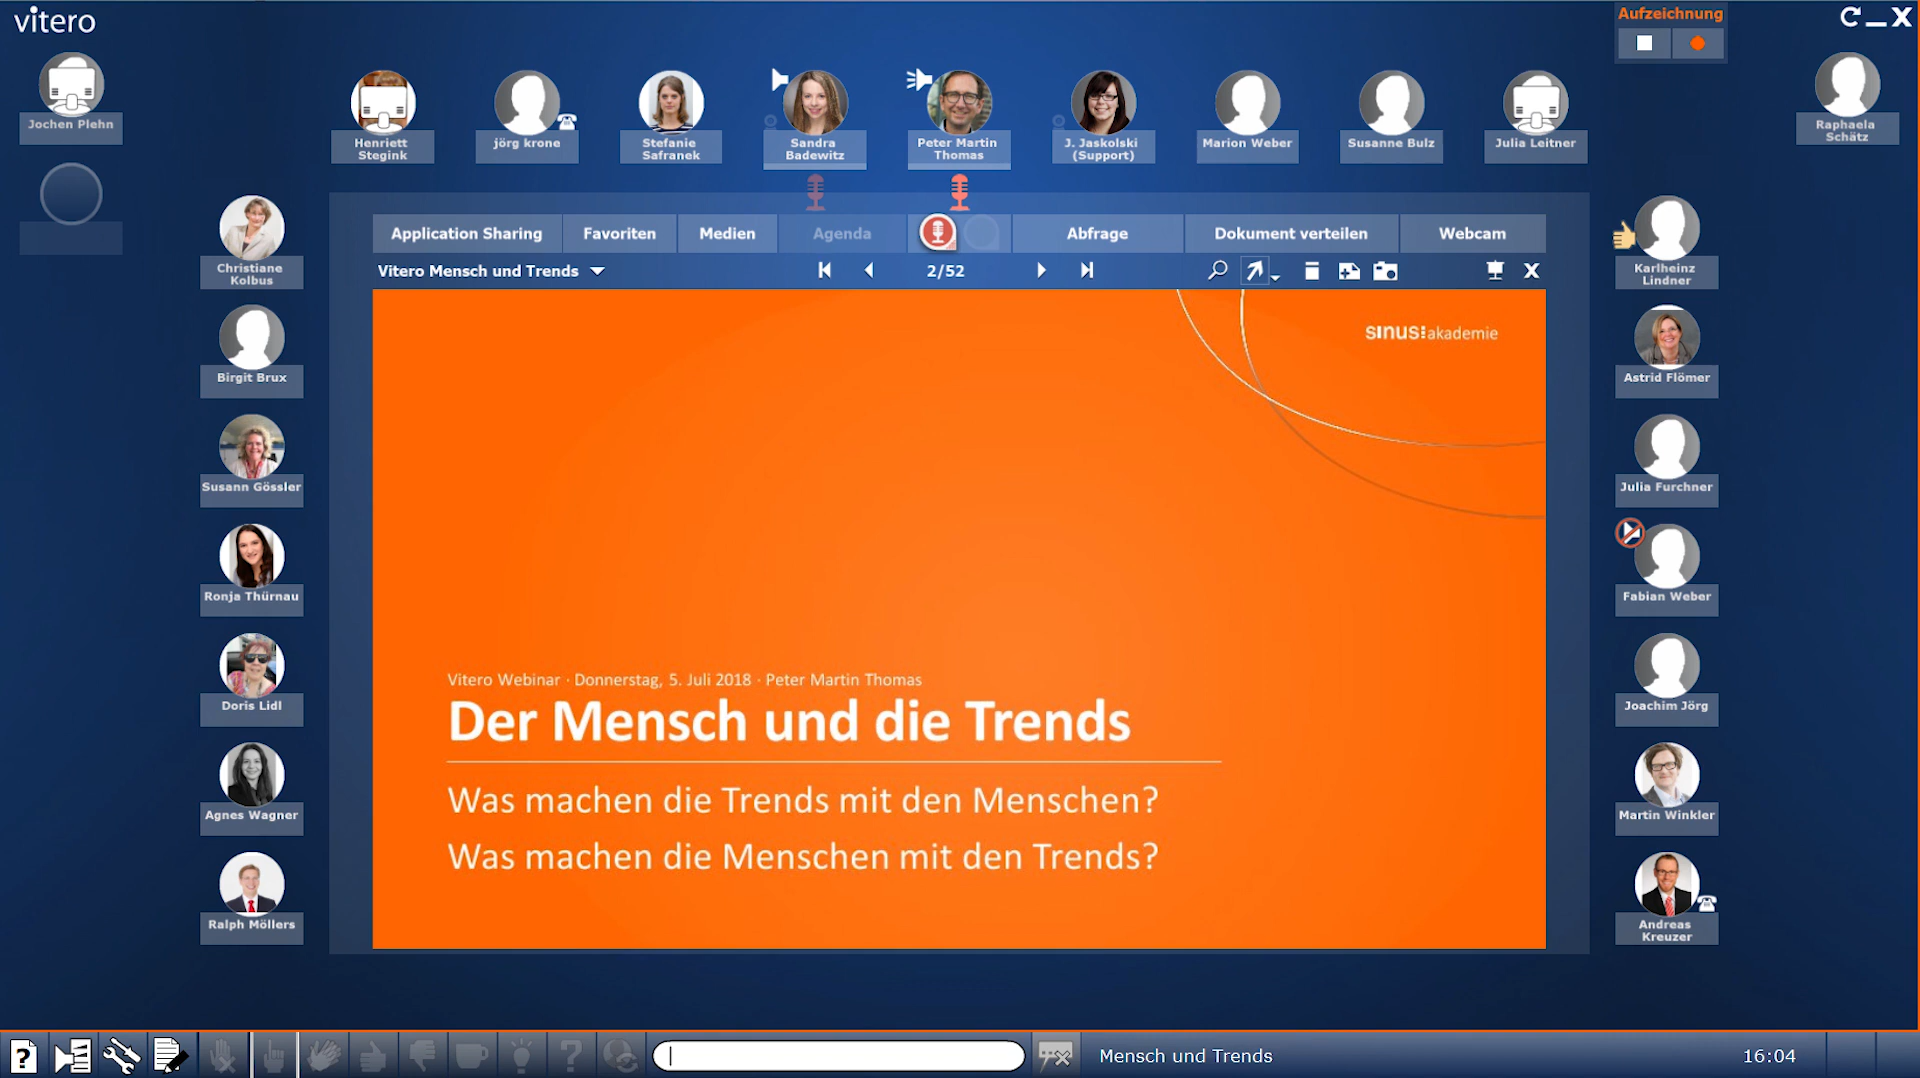 vitero
Aufzeichnung
Jochen Plehn
Henriett
Stegink
jörg krone
Stefanie
Safranek
Sandra
Badewitz
Peter Martin
Thomas
J. Jaskolski
(Support)
Marion Weber
Susanne Bulz
Julia Leitner
Raphaela
Schätz
Application Sharing
Favoriten
Medien
Agenda
Abfrage
Dokument verteilen
Webcam
Vitero Mensch und Trends
2/52
Christiane
Kolbus
Birgit Brux
Susann Gössler
Ronja Thürnau
Doris Lidl
Agnes Wagner
Ralph Möllers
sinus:akademie
Vitero Webinar · Donnerstag, 5. Juli 2018 · Peter Martin Thomas
Der Mensch und die Trends
Was machen die Trends mit den Menschen?
Was machen die Menschen mit den Trends?
Karlheinz
Lindner
Astrid Flömer
Julia Furchner
Fabian Weber
Joachim Jörg
Martin Winkler
Andreas
Kreuzer
Mensch und Trends
16:04